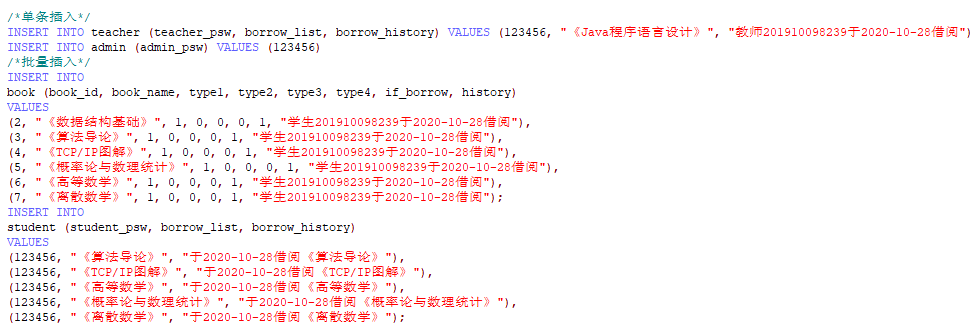 /*单条插入*/
INSERT INTO teacher (teacher_psw, borrow_list, borrow_history) VALUES (123456, "《Java程序语言设计》", "教师201910098239于2020-10-28借阅")
INSERT INTO admin (admin_psw) VALUES (123456)
/*批量插入*/
INSERT INTO
book (book_id, book_name, type1, type2, type3, type4, if_borrow, history)
VALUES
(2, "《数据结构基础》", 1, 0, 0, 0, 1, "学生201910098239于2020-10-28借阅"),
(3, "《算法导论》", 1, 0, 0, 0, 1, "学生201910098239于2020-10-28借阅"),
(4, "《TCP/IP图解》", 1, 0, 0, 0, 1, "学生201910098239于2020-10-28借阅"),
(5, "《概率论与数理统计》", 1, 0, 0, 0, 1, "学生201910098239于2020-10-28借阅"),
(6, "《高等数学》", 1, 0, 0, 0, 1, "学生201910098239于2020-10-28借阅"),
(7, "《离散数学》", 1, 0, 0, 0, 1, "学生201910098239于2020-10-28借阅");
INSERT INTO
student (student_psw, borrow_list, borrow_history)
VALUES
(123456, "《算法导论》", "于2020-10-28借阅《算法导论》"),
(123456, "《TCP/IP图解》", "于2020-10-28借阅《TCP/IP图解》"),
(123456, "《高等数学》", "于2020-10-28借阅《高等数学》"),
(123456, "《概率论与数理统计》", "于2020-10-28借阅《概率论与数理统计》"),
(123456, "《离散数学》", "于2020-10-28借阅《离散数学》");